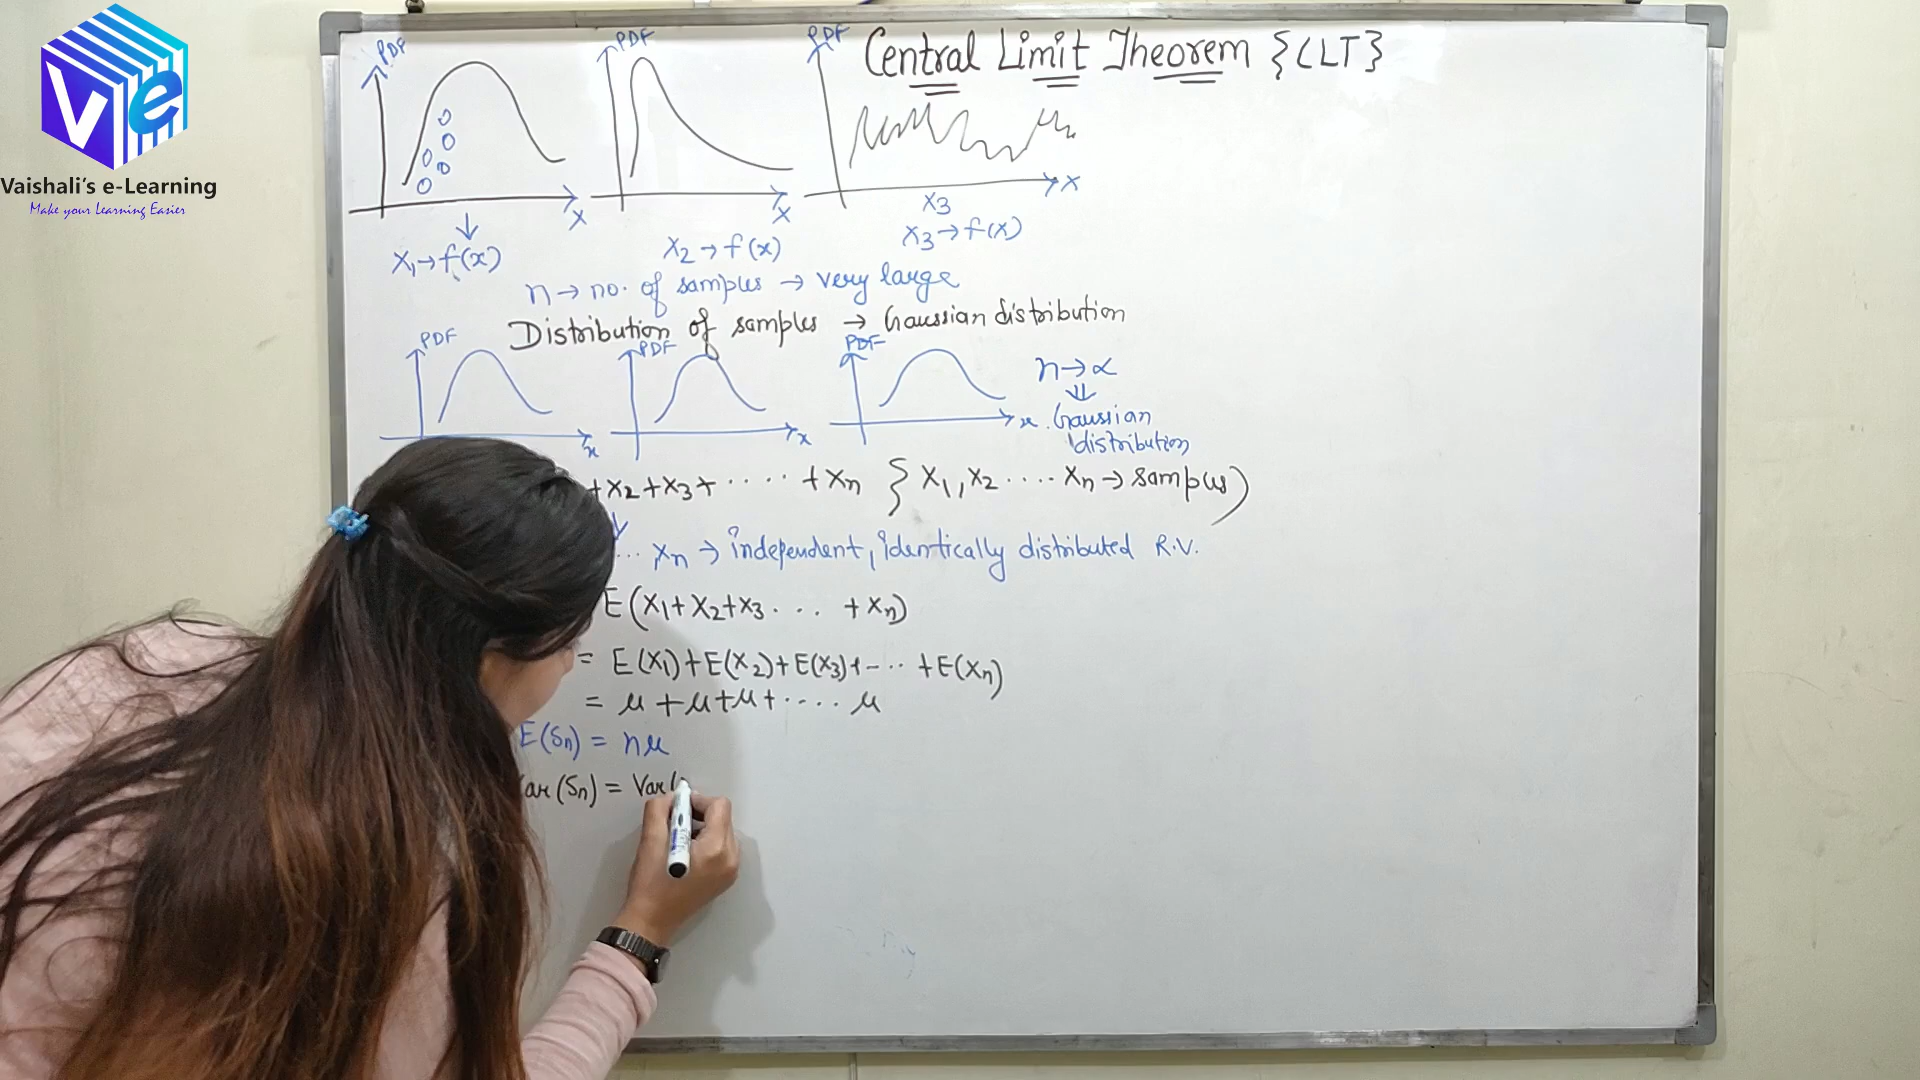 Ve
Vaishali's e-Learning
Make your Learning Easier
Central Limit Theorem {CLT}
PDF PDF PDF
X X X
X3
X1→f(x) X2→f(x) X3→f(x)
n→no. of samples → very large
Distribution of samples → Gaussian distribution
PDF PDF PDF
x x x
n→∝
⇓
Gaussian
distribution
+X2+X3+.....+Xn {X1,X2....Xn→samples)
... Xn → independent, identically distributed R.V.
E(X1+X2+X3... +Xn)
= E(X1)+E(X2)+E(X3)+-..+E(Xn)
= μ+μ+μ+....μ
E(Sn) = nμ
ar(Sn) = Var(